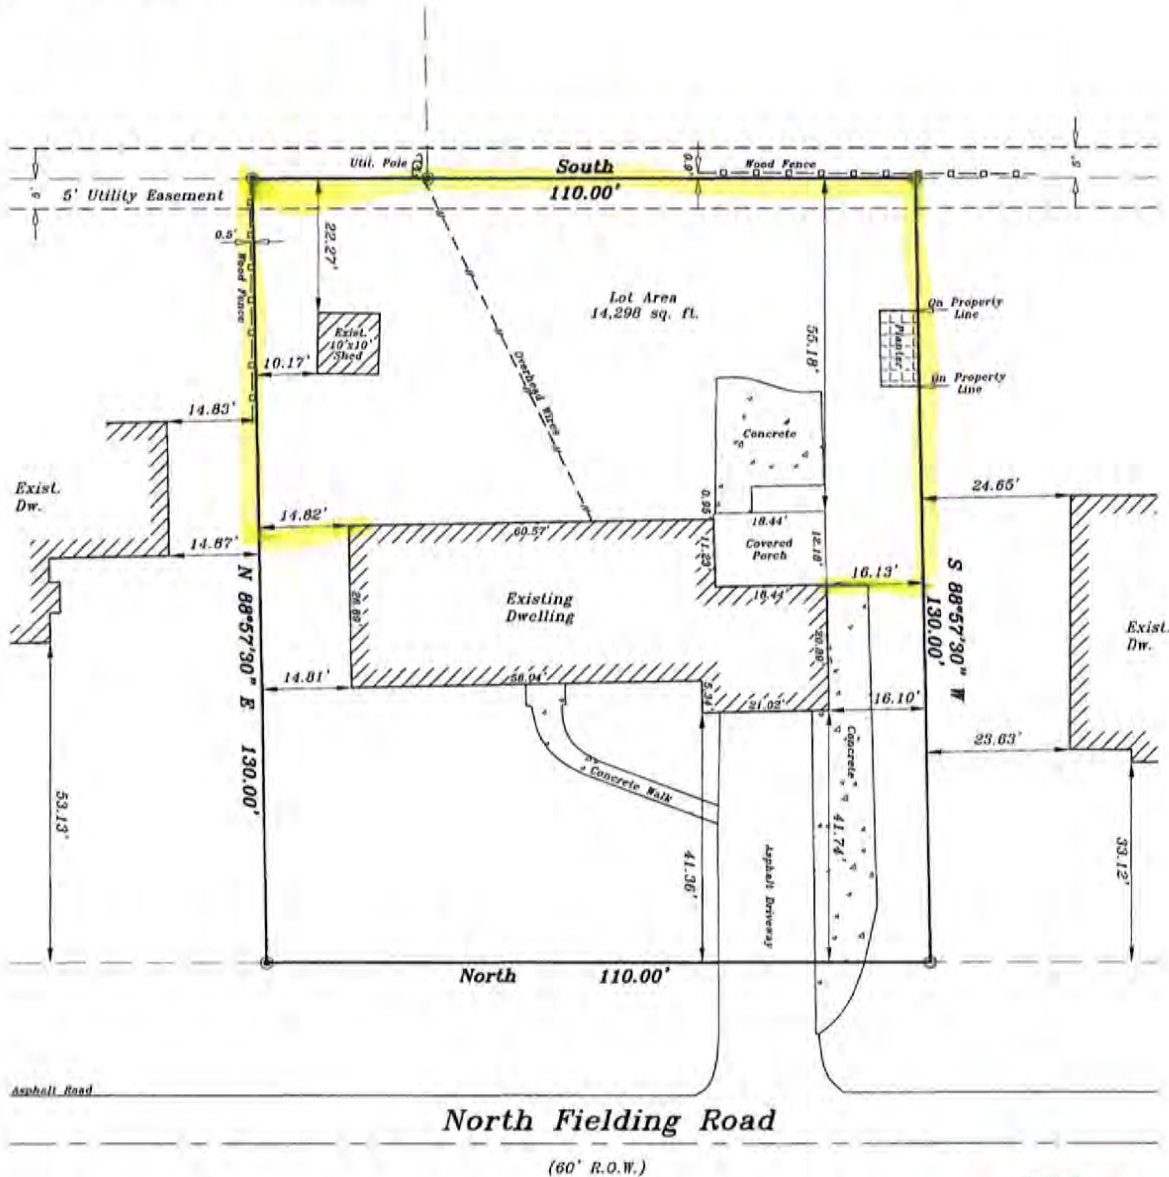 Util. Pole
South
Wood Fence
0.9'
5'
5' Utility Easement
110.00'
5'
0.5'
Wood Fence
22.27'
Lot Area
14,298 sq. ft.
On Property
Line
Exist.
10'x10'
Shed
Planter
55.18'
10.17'
Overhead Wires
On Property
Line
14.83'
Concrete
Exist.
Dw.
24.65'
14.82'
0.95
18.44'
60.57'
14.87'
11.23'
Covered
Porch
12.18'
16.13'
18.44'
N 88°57'30" E 130.00'
S 88°57'30" W
130.00'
26.89'
Existing
Dwelling
Exist.
Dw.
20.89'
14.81'
56.94'
5.34'
21.02'
16.10'
23.63'
Concrete
Concrete Walk
53.13'
41.74'
41.36'
Asphalt Driveway
33.12'
North 110.00'
Asphalt Road
North Fielding Road
(60' R.O.W.)